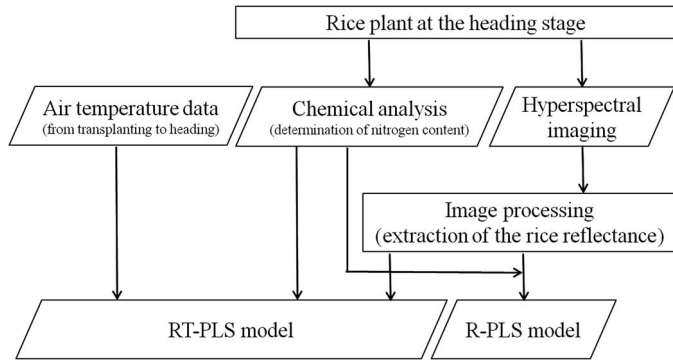 Rice plant at the heading stage
Air temperature data
(from transplanting to heading)
Chemical analysis
(determination of nitrogen content)
Hyperspectral
imaging
Image processing
(extraction of the rice reflectance)
RT-PLS model
R-PLS model